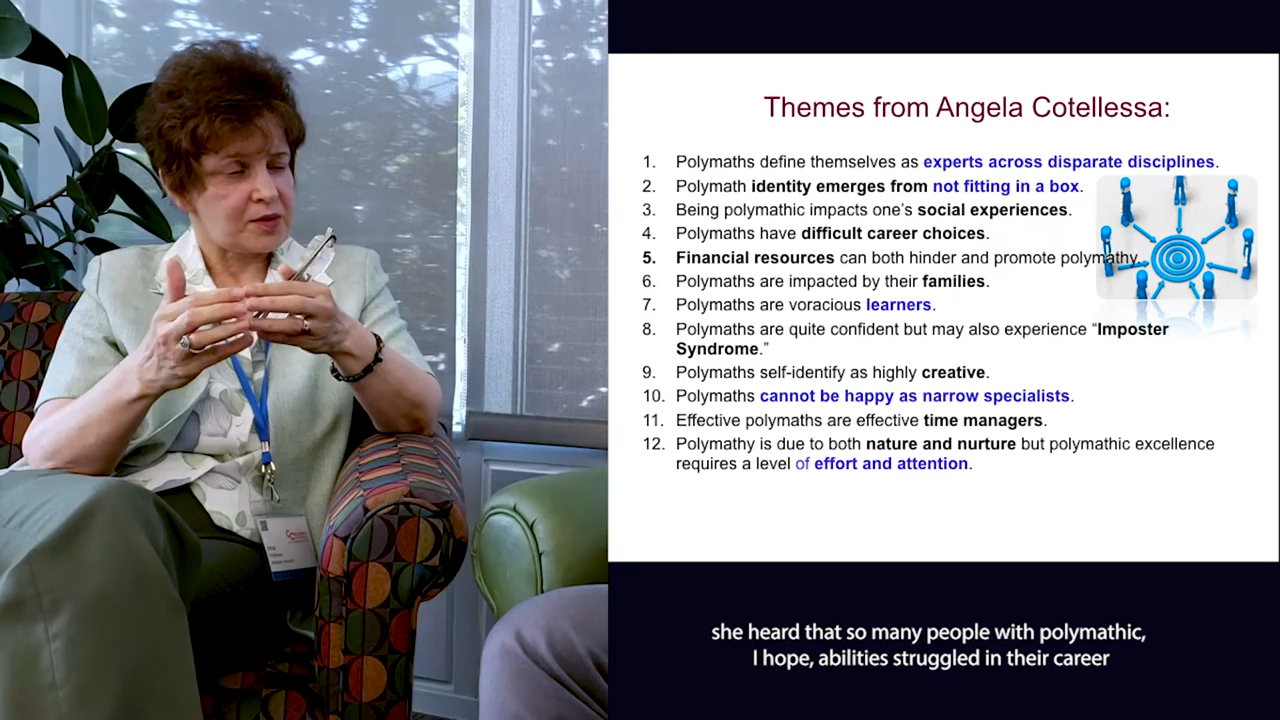 Themes from Angela Cotellessa:
1. Polymaths define themselves as experts across disparate disciplines.
2. Polymath identity emerges from not fitting in a box.
3. Being polymathic impacts one's social experiences.
4. Polymaths have difficult career choices.
5. Financial resources can both hinder and promote polymathy.
6. Polymaths are impacted by their families.
7. Polymaths are voracious learners.
8. Polymaths are quite confident but may also experience “Imposter
Syndrome.”
9. Polymaths self-identify as highly creative.
10. Polymaths cannot be happy as narrow specialists.
11. Effective polymaths are effective time managers.
12. Polymathy is due to both nature and nurture but polymathic excellence
requires a level of effort and attention.
she heard that so many people with polymathic,
I hope, abilities struggled in their career